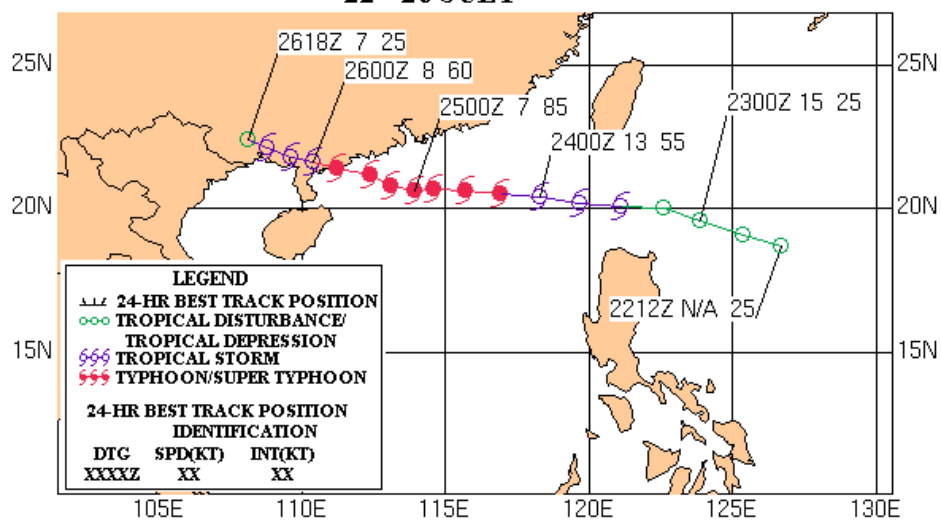 2618Z 7 25
2600Z 8 60
2500Z 7 85
2400Z 13 55
2300Z 15 25
2212Z N/A 25
25N
25N
20N
20N
15N
15N
LEGEND
24-HR BEST TRACK POSITION
TROPICAL DISTURBANCE/
TROPICAL DEPRESSION
TROPICAL STORM
TYPHOON/SUPER TYPHOON
24-HR BEST TRACK POSITION
IDENTIFICATION
DTG SPD(KT) INT(KT)
XXXXZ XX XX
105E 110E 115E 120E 125E 130E